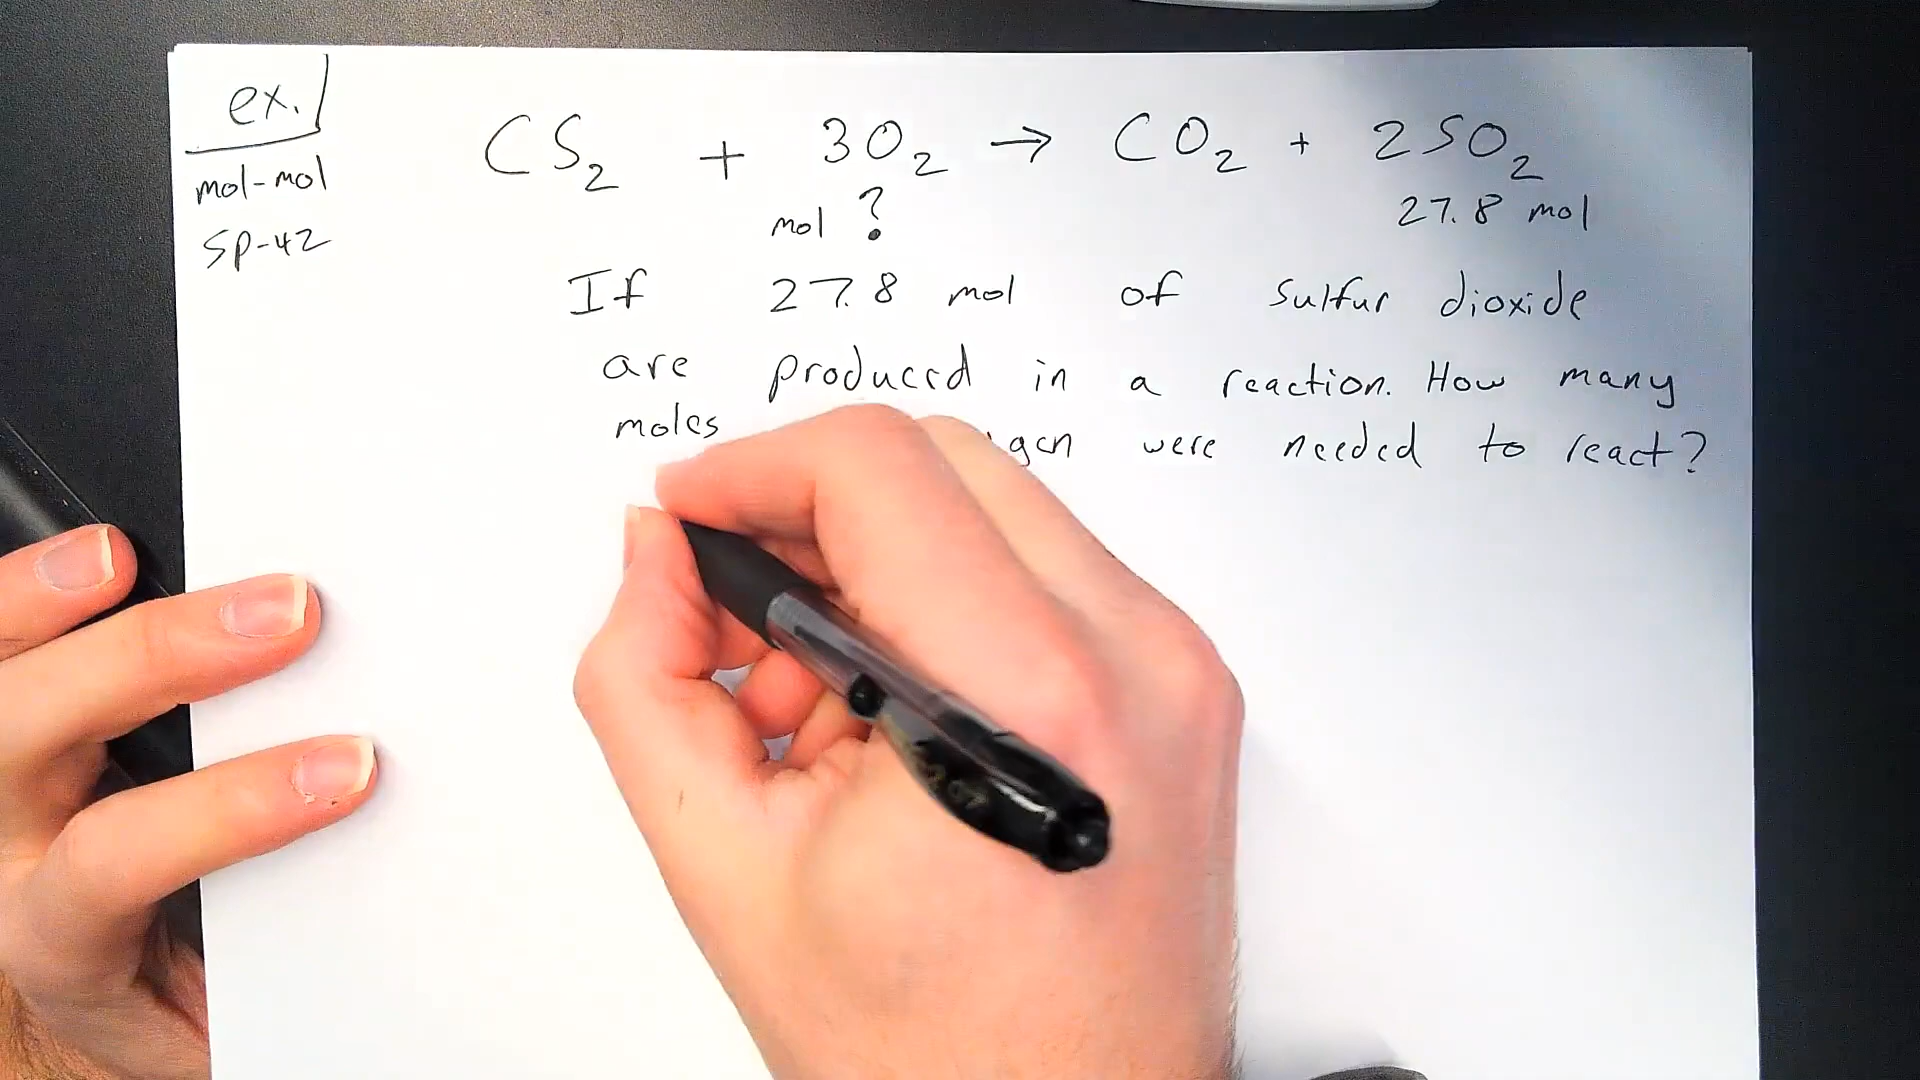 ex.
mol-mol
SP-42
CS₂ + 3O₂ → CO₂ + 2SO₂
mol ? 27.8 mol
If 27.8 mol of sulfur dioxide
are produced in a reaction. How many
moles gen were needed to react?